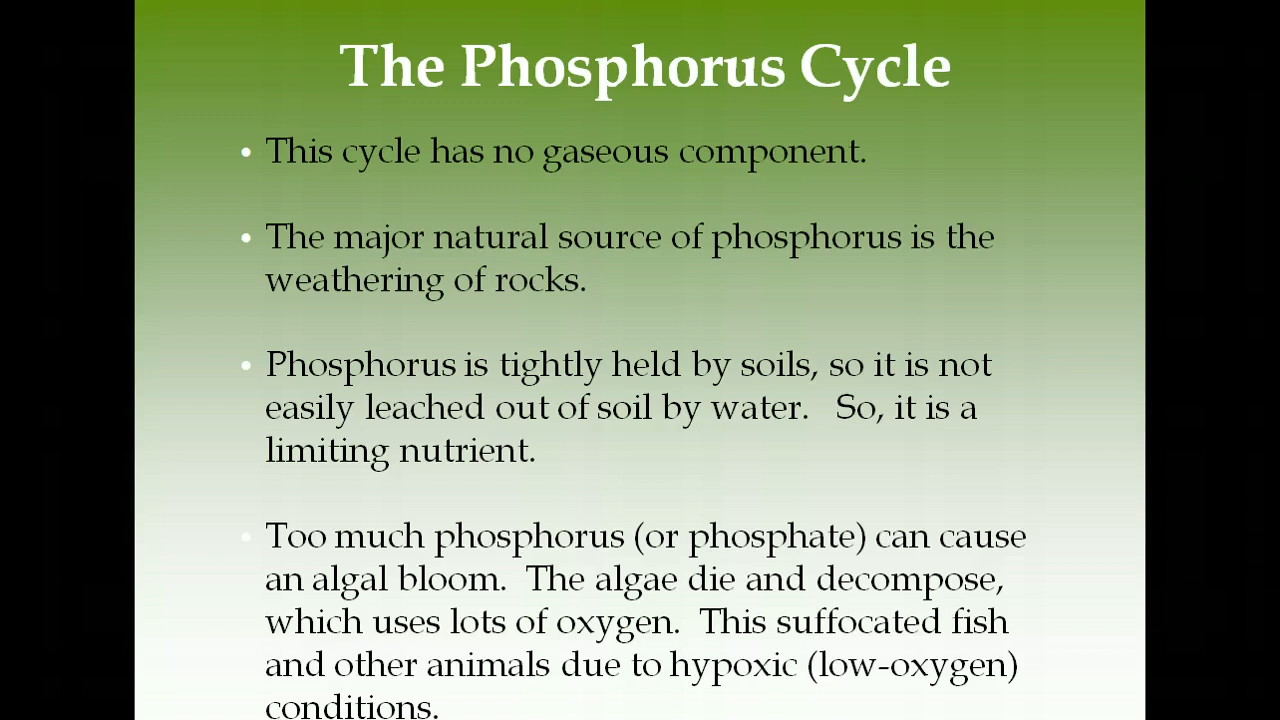 The Phosphorus Cycle
• This cycle has no gaseous component.
• The major natural source of phosphorus is the
weathering of rocks.
• Phosphorus is tightly held by soils, so it is not
easily leached out of soil by water.   So, it is a
limiting nutrient.
• Too much phosphorus (or phosphate) can cause
an algal bloom.  The algae die and decompose,
which uses lots of oxygen.  This suffocated fish
and other animals due to hypoxic (low-oxygen)
conditions.